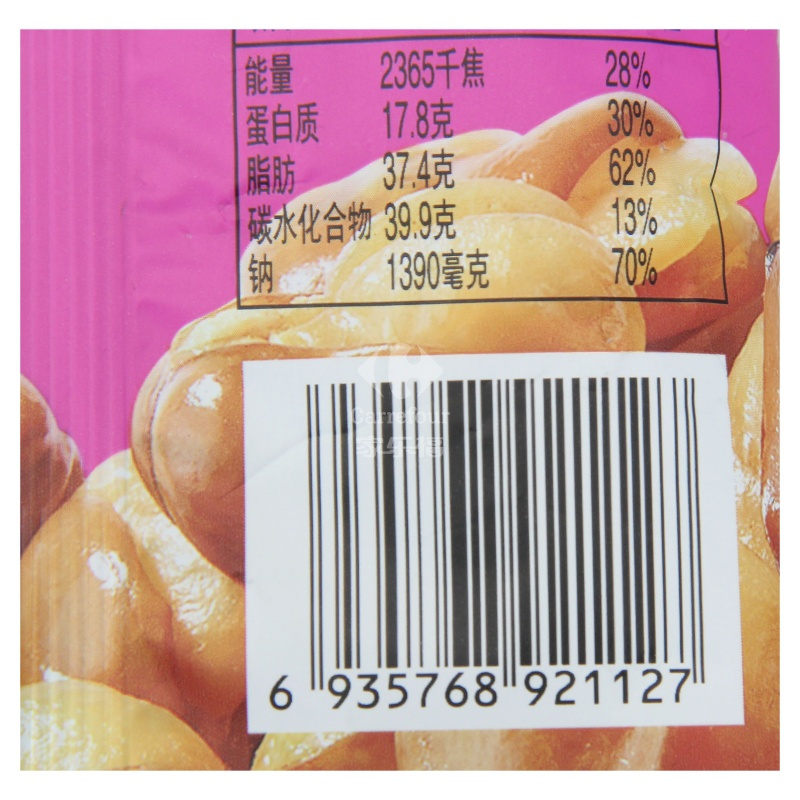 能量 2365千焦 28%
蛋白质 17.8克 30%
脂肪 37.4克 62%
碳水化合物 39.9克 13%
钠 1390毫克 70%
Carrefour
家乐福
6 935768 921127